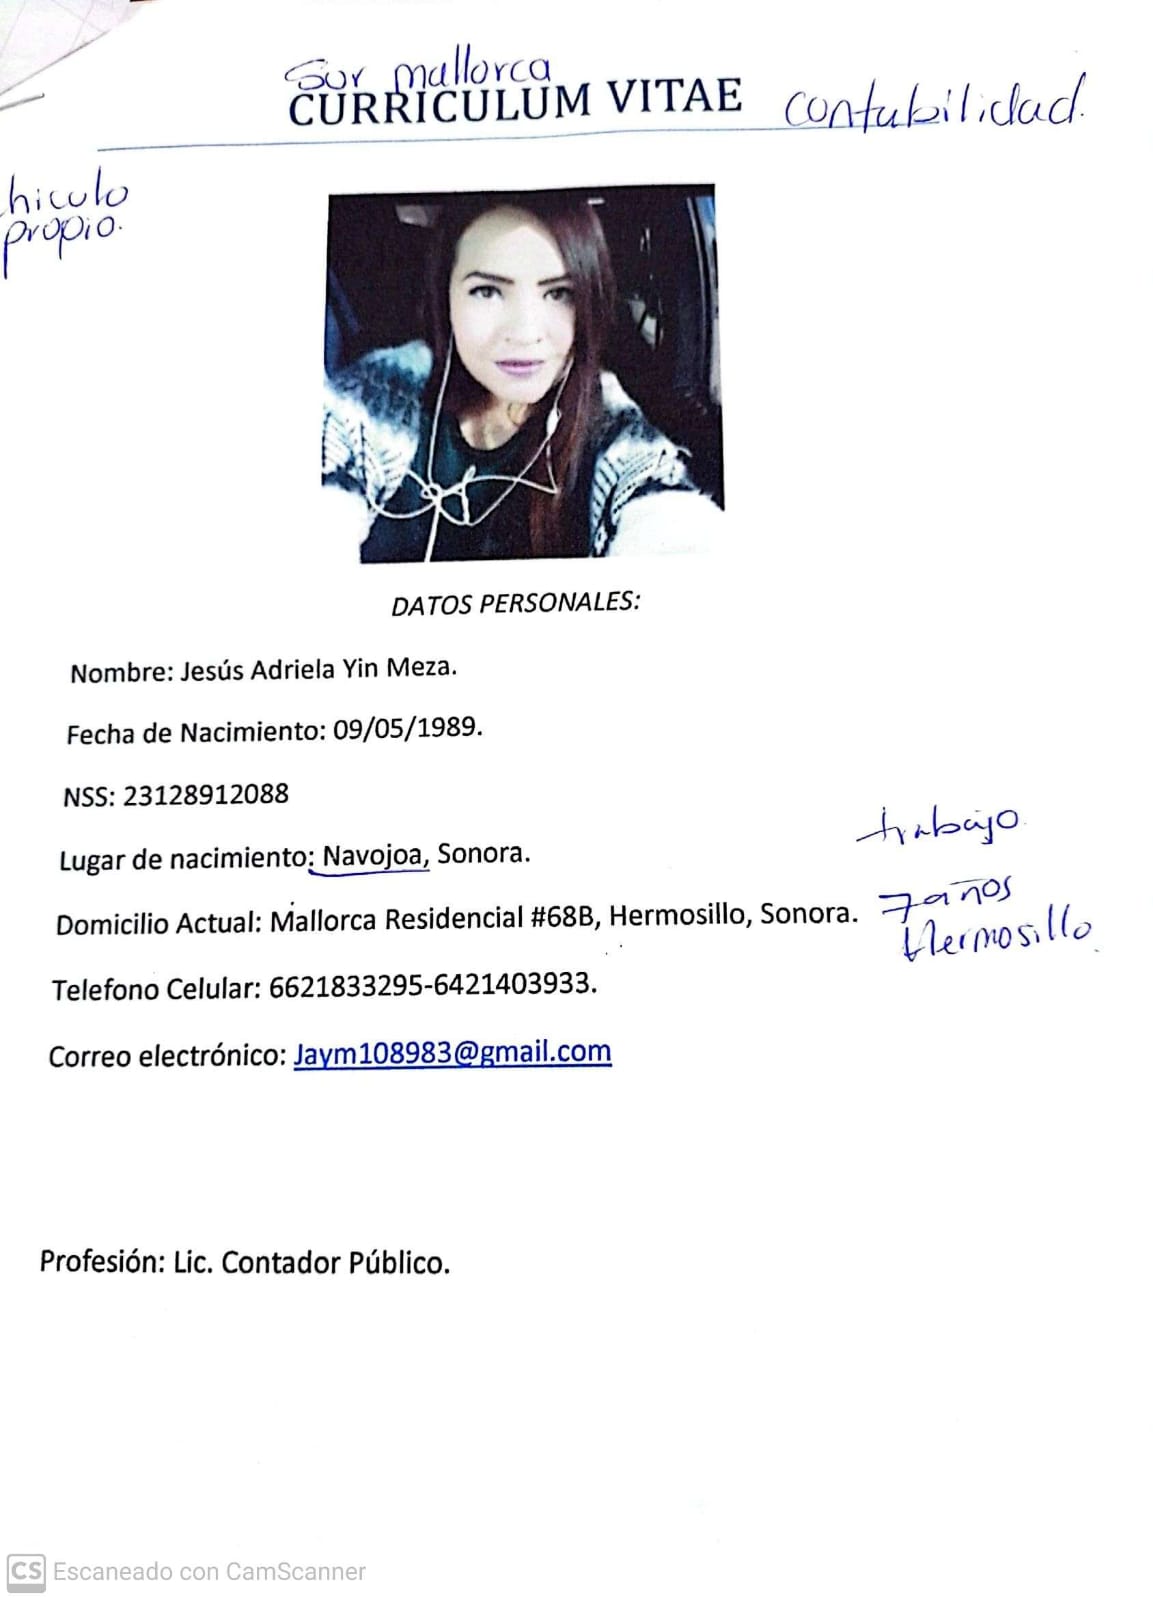 Sur mallorca
CURRICULUM VITAE
contabilidad.
hiculo
propio.
DATOS PERSONALES:
Nombre: Jesús Adriela Yin Meza.
Fecha de Nacimiento: 09/05/1989.
NSS: 23128912088
Lugar de nacimiento: Navojoa, Sonora.
trabajo
Domicilio Actual: Mallorca Residencial #68B, Hermosillo, Sonora.
7 años
Hermosillo
Telefono Celular: 6621833295-6421403933.
Correo electrónico: Jaym108983@gmail.com
Profesión: Lic. Contador Público.
CS Escaneado con CamScanner